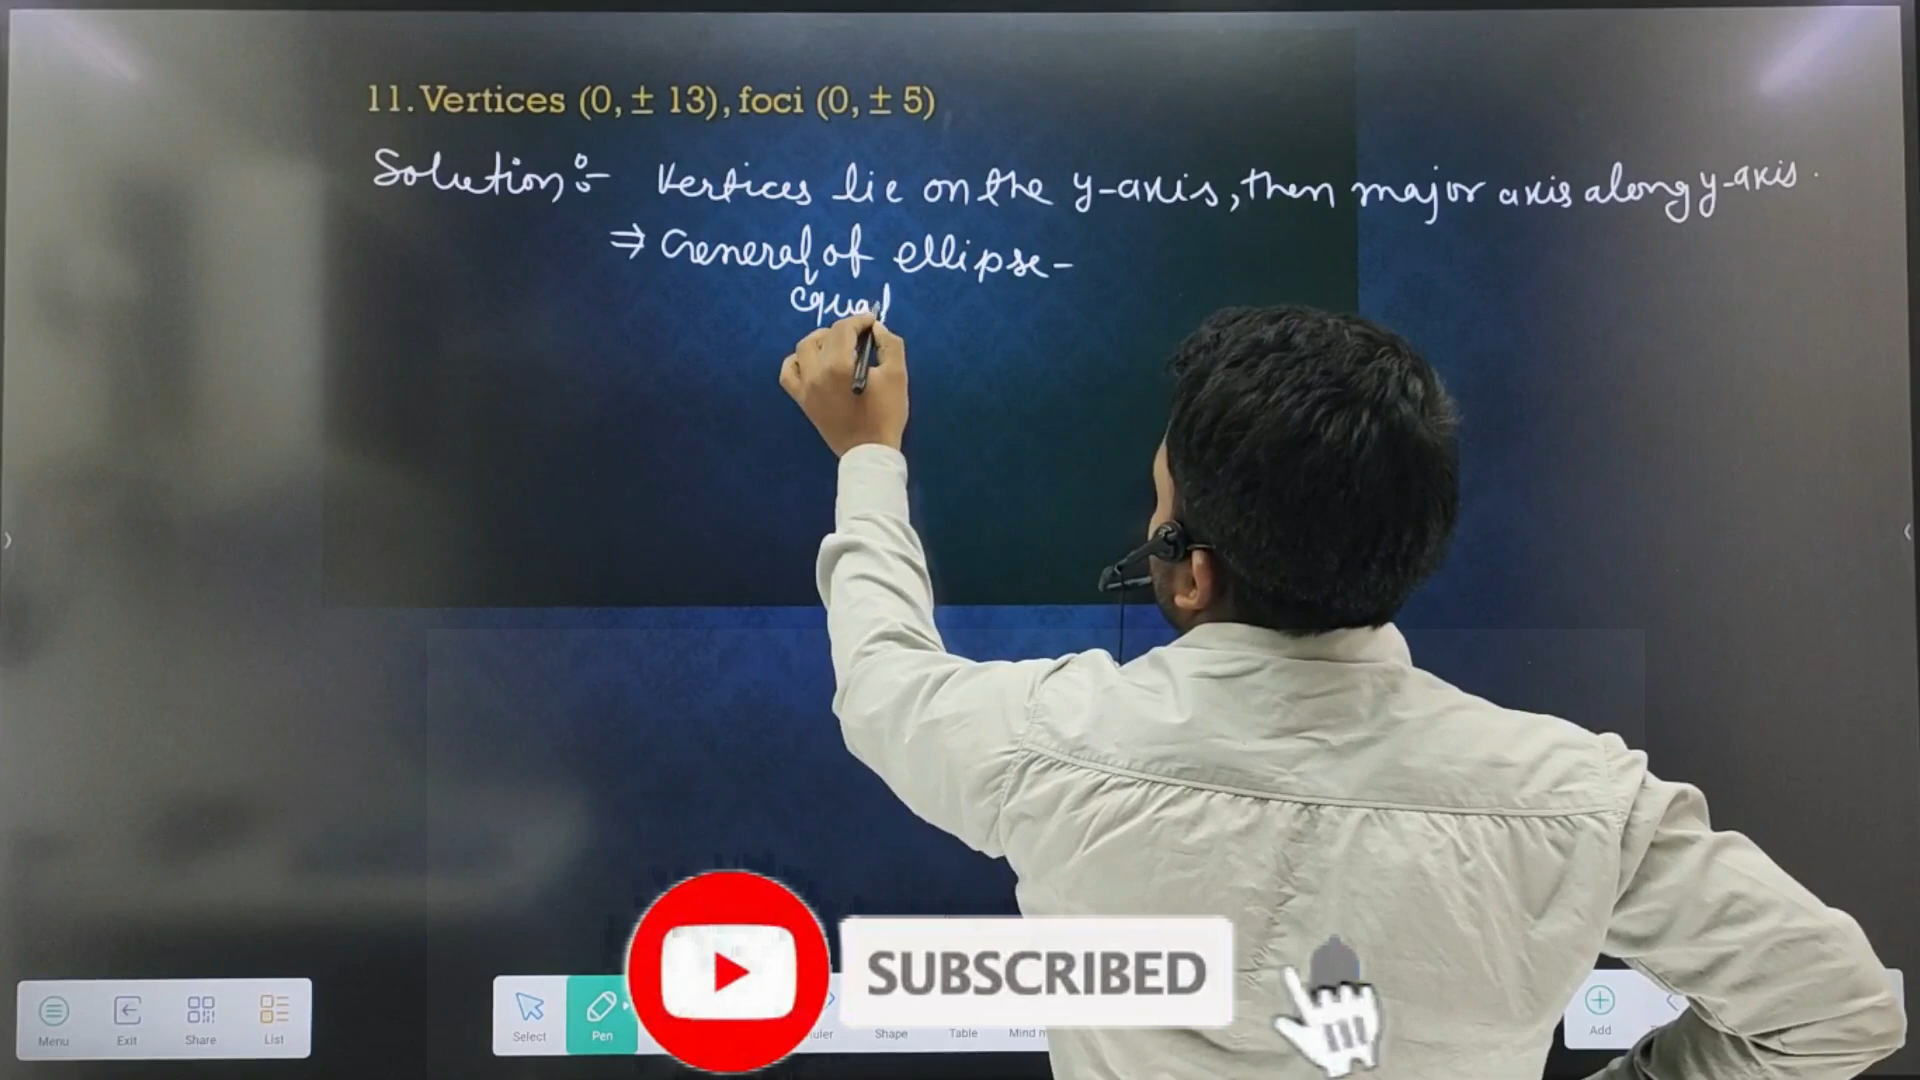 11. Vertices (0, ± 13), foci (0, ± 5)
Solution:- Vertices lie on the y-axis, then major axis along y-axis.
⇒ General of ellipse -
equa
SUBSCRIBED
Menu
Exit
Share
List
Select
Pen
Shape
Table
Mind
Add